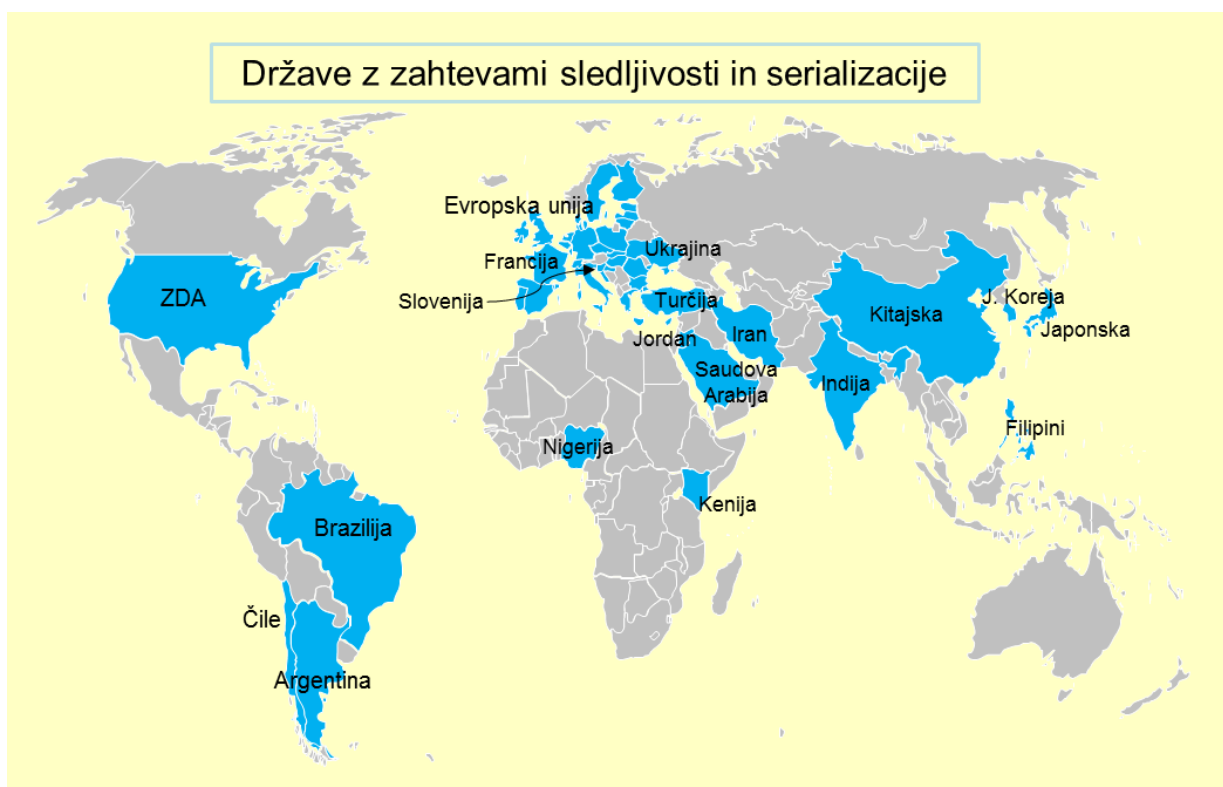 Države z zahtevami sledljivosti in serializacije
Evropska unija
Ukrajina
Francija
ZDA
Slovenija
Turčija
J. Koreja
Kitajska
Japonska
Jordan
Iran
Saudova
Arabija
Indija
Filipini
Nigerija
Kenija
Brazilija
Čile
Argentina